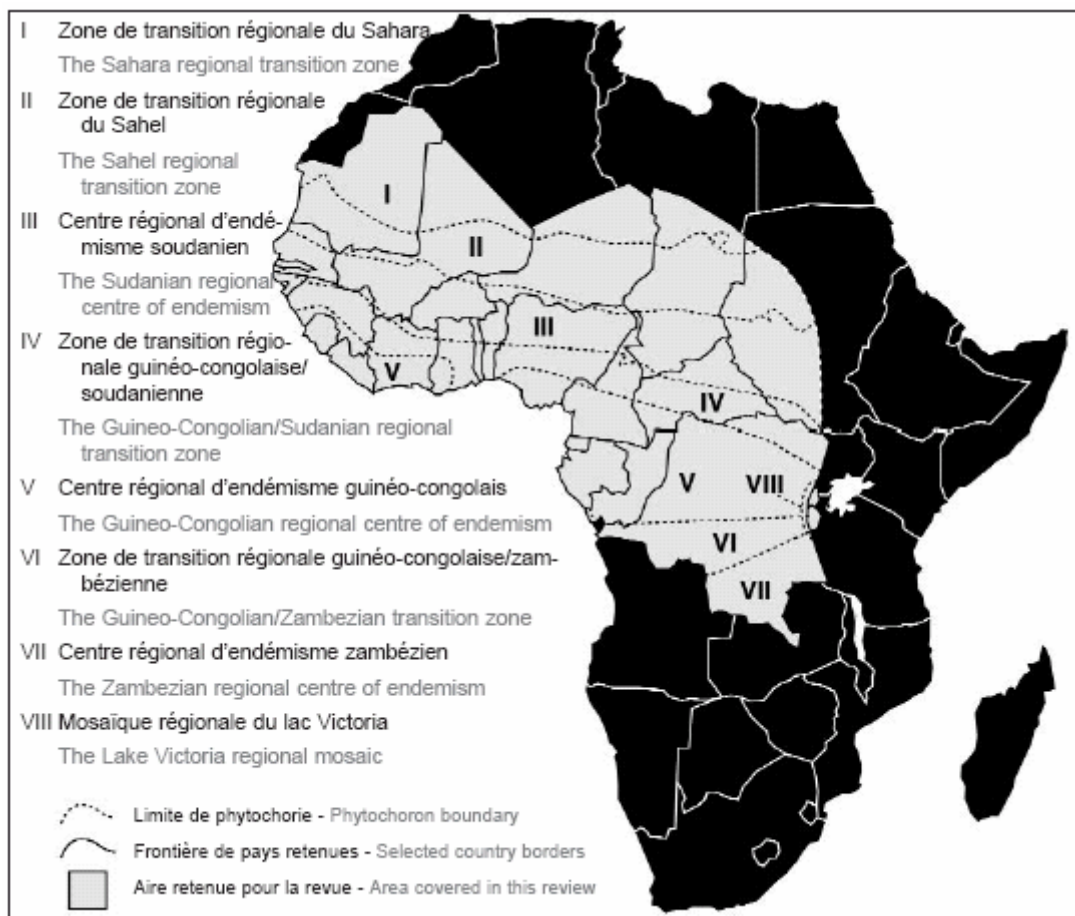 I Zone de transition régionale du Sahara
The Sahara regional transition zone
II Zone de transition régionale
du Sahel
The Sahel regional
transition zone
III Centre régional d'endé-
misme soudanien
The Sudanian regional
centre of endemism
IV Zone de transition régio-
nale guinéo-congolaise/
soudanienne
The Guineo-Congolian/Sudanian regional
transition zone
V Centre régional d'endémisme guinéo-congolais
The Guineo-Congolian regional centre of endemism
VI Zone de transition régionale guinéo-congolaise/zam-
bézienne
The Guineo-Congolian/Zambezian transition zone
VII Centre régional d'endémisme zambézien
The Zambezian regional centre of endemism
VIII Mosaïque régionale du lac Victoria
The Lake Victoria regional mosaic
Limite de phytochorie - Phytochoron boundary
Frontière de pays retenues - Selected country borders
Aire retenue pour la revue - Area covered in this review
I
II
III
V
IV
V
VIII
VI
VII